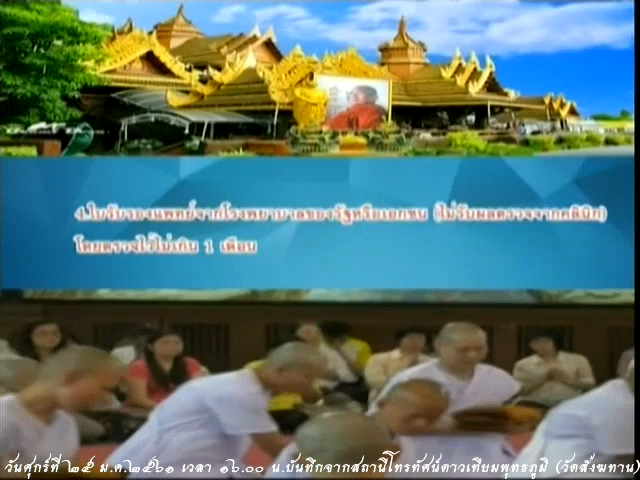 4.ใบรับรองแพทย์จากโรงพยาบาลของรัฐหรือเอกชน (ไม่รับผลตรวจจากคลินิก)
โดยตรวจไว้ไม่เกิน 1 เดือน
วันศุกร์ที่ ๒๕ ม.ค.๒๕๖๑ เวลา ๑๖.๐๐ น.บันทึกจากสถานีโทรทัศน์ดาวเทียมพุทธภูมิ (วัดสังฆทาน)